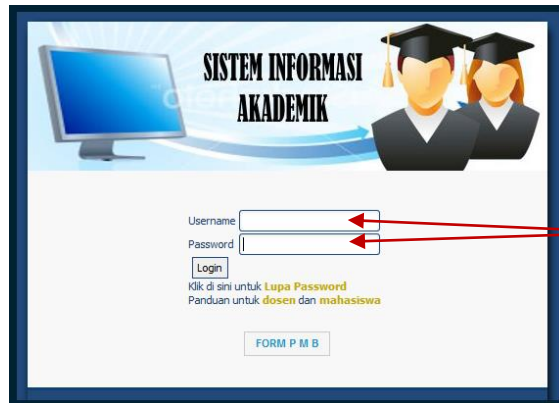 SISTEM INFORMASI
AKADEMIK
Username
Password
Login
Klik di sini untuk Lupa Password
Panduan untuk dosen dan mahasiswa
FORM P M B